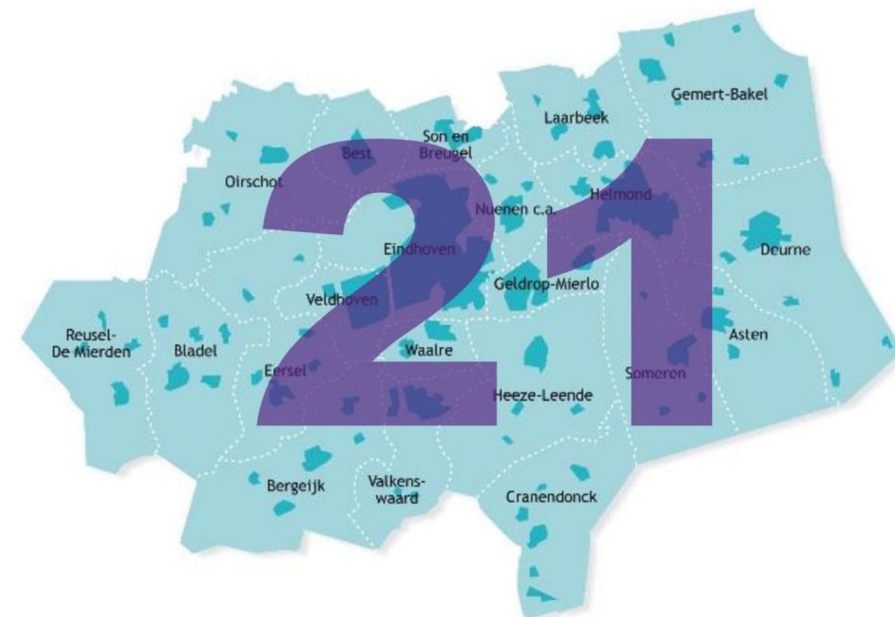 Gemert-Bakel
Laarbeek
Son en
Breugel
Best
Oirschot
Helmond
Nuenen c.a.
Eindhoven
Deurne
Geldrop-Mierlo
Veldhoven
Reusel-
De Mierden
Bladel
Waalre
Asten
Eersel
Someren
Heeze-Leende
Bergeijk
Valkens-
waard
Cranendonck
21